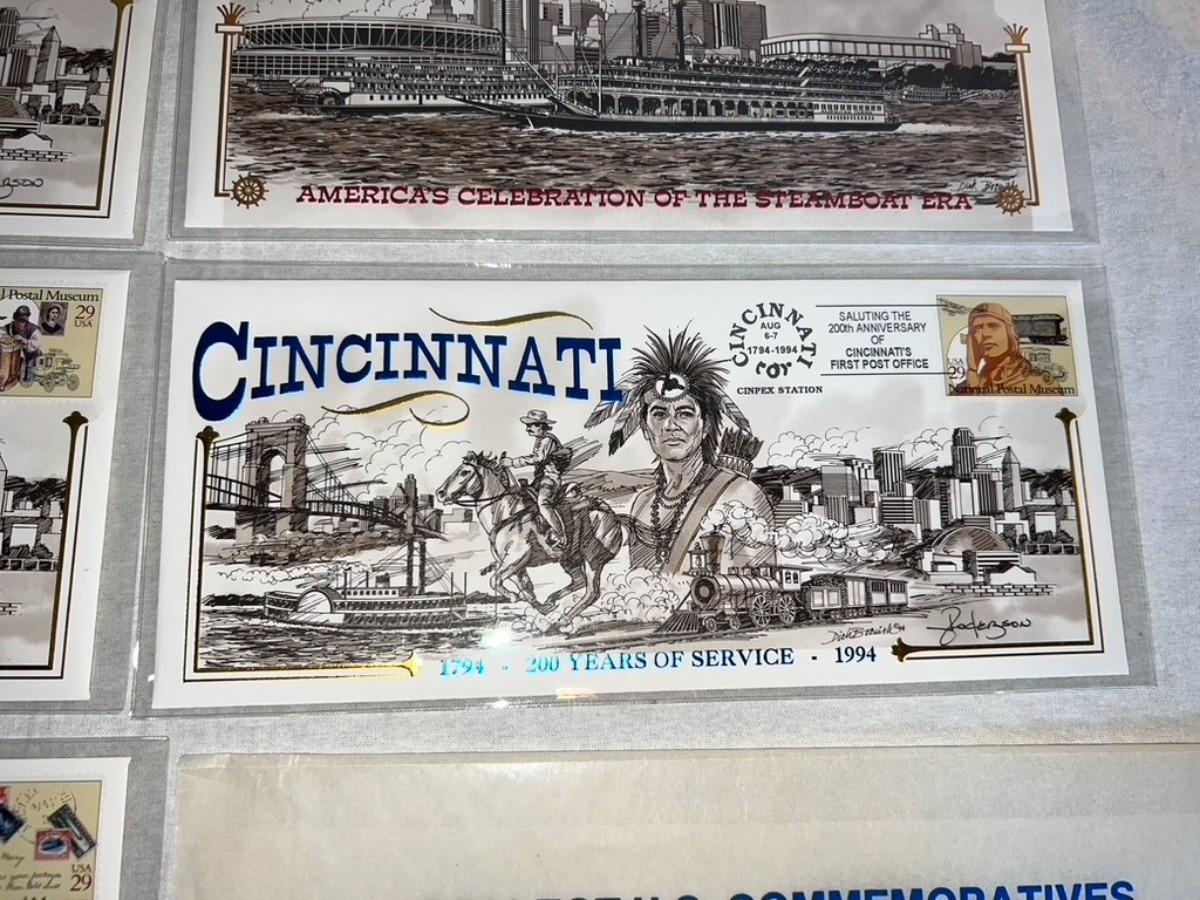 AMERICA'S CELEBRATION OF THE STEAMBOAT ERA
l Postal Museum
29
USA
CINCINNATI
CINCINNATI
AUG
6-7
1794-1994
CINPEX STATION
SALUTING THE
200th ANNIVERSARY
OF
CINCINNATI'S
FIRST POST OFFICE
USA
29
National Postal Museum
1794 - 200 YEARS OF SERVICE - 1994
USA
29
U.S. COMMEMORATIVES